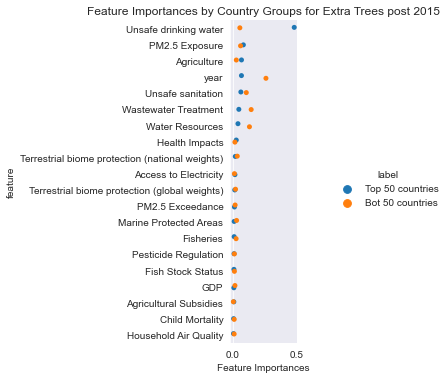 Feature Importances by Country Groups for Extra Trees post 2015
Unsafe drinking water
PM2.5 Exposure
Agriculture
year
Unsafe sanitation
Wastewater Treatment
Water Resources
Health Impacts
Terrestrial biome protection (national weights)
Access to Electricity
Terrestrial biome protection (global weights)
PM2.5 Exceedance
Marine Protected Areas
Fisheries
Pesticide Regulation
Fish Stock Status
GDP
Agricultural Subsidies
Child Mortality
Household Air Quality
feature
0.0 0.5
Feature Importances
label
Top 50 countries
Bot 50 countries